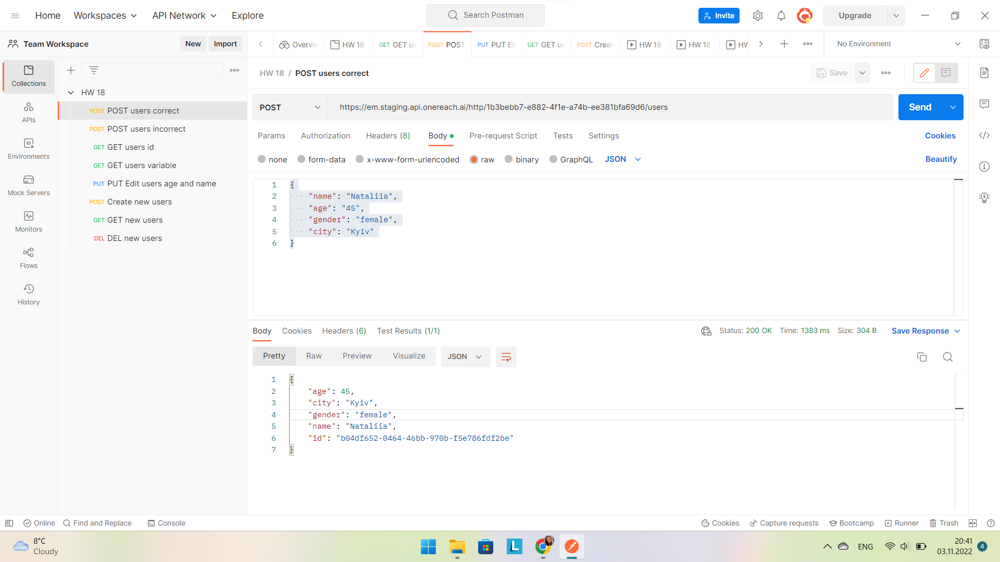 Home Workspaces API Network Explore Search Postman Invite Upgrade
Team Workspace New Import Overvie HW 18 GET GET us POST POST PUT PUT Ed GET GET us POST Creat HW 18 HW 18 HW No Environment
Collections
APIs
Environments
Mock Servers
Monitors
Flows
History
HW 18
POST POST users correct
POST POST users incorrect
GET GET users id
GET GET users variable
PUT PUT Edit users age and name
POST Create new users
GET GET new users
DEL DEL new users
HW 18 / POST users correct Save
POST https://em.staging.api.onereach.ai/http/1b3bebb7-e882-4f1e-a74b-ee381bfa69d6/users Send
Params Authorization Headers (8) Body Pre-request Script Tests Settings Cookies
none form-data x-www-form-urlencoded raw binary GraphQL JSON Beautify
1 {
2 "name": "Nataliia",
3 "age": "45",
4 "gender": "female",
5 "city": "Kyiv"
6 }
Body Cookies Headers (6) Test Results (1/1) Status: 200 OK Time: 1383 ms Size: 304 B Save Response
Pretty Raw Preview Visualize JSON
1 {
2 "age": 45,
3 "city": "Kyiv",
4 "gender": "female",
5 "name": "Nataliia",
6 "id": "b04df652-0464-46bb-970b-f5e786fdf2be"
7 }
Online Find and Replace Console Cookies Capture requests Bootcamp Runner Trash
8°C
Cloudy
L
ENG
20:41
03.11.2022
4